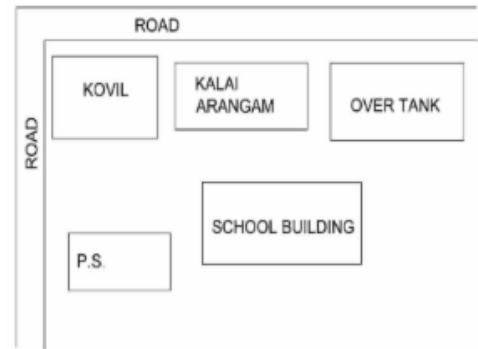 ROAD
ROAD
KOVIL
KALAI
ARANGAM
OVER TANK
SCHOOL BUILDING
P.S.